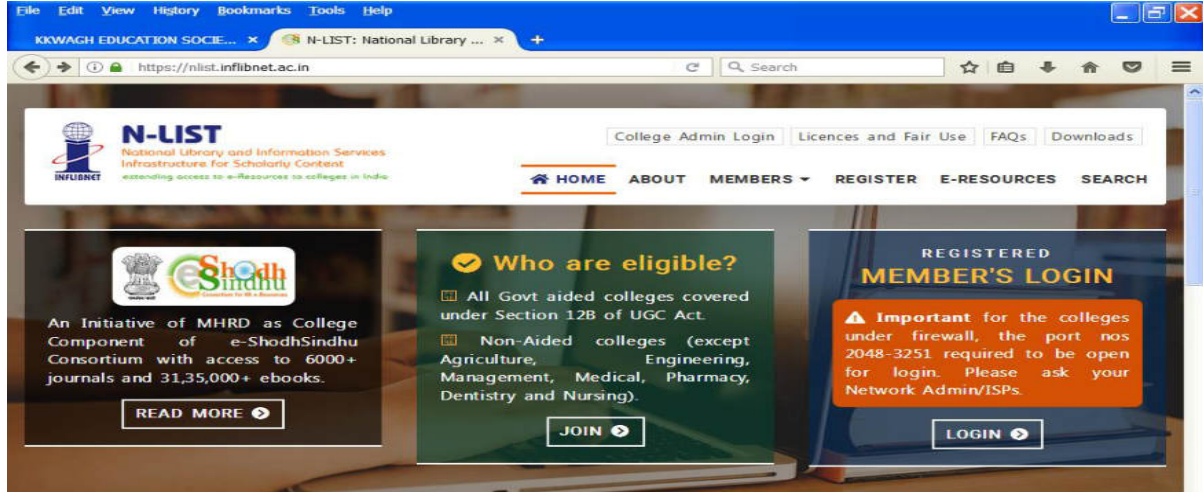 File Edit View History Bookmarks Tools Help
KKWAGH EDUCATION SOCIE... × N-LIST: National Library ... × +
https://nlist.inflibnet.ac.in Search
N-LIST
National Library and Information Services
Infrastructure for Scholarly Content
extending access to e-Resources to colleges in India
INFLIBNET
College Admin Login Licences and Fair Use FAQs Downloads
HOME ABOUT MEMBERS REGISTER E-RESOURCES SEARCH
e-Shodh
Sindhu
An Initiative of MHRD as College
Component of e-ShodhSindhu
Consortium with access to 6000+
journals and 31,35,000+ ebooks.
READ MORE
Who are eligible?
All Govt aided colleges covered
under Section 12B of UGC Act.
Non-Aided colleges (except
Agriculture, Engineering,
Management, Medical, Pharmacy,
Dentistry and Nursing).
JOIN
REGISTERED
MEMBER'S LOGIN
Important for the colleges
under firewall, the port nos
2048-3251 required to be open
for login. Please ask your
Network Admin/ISPs.
LOGIN